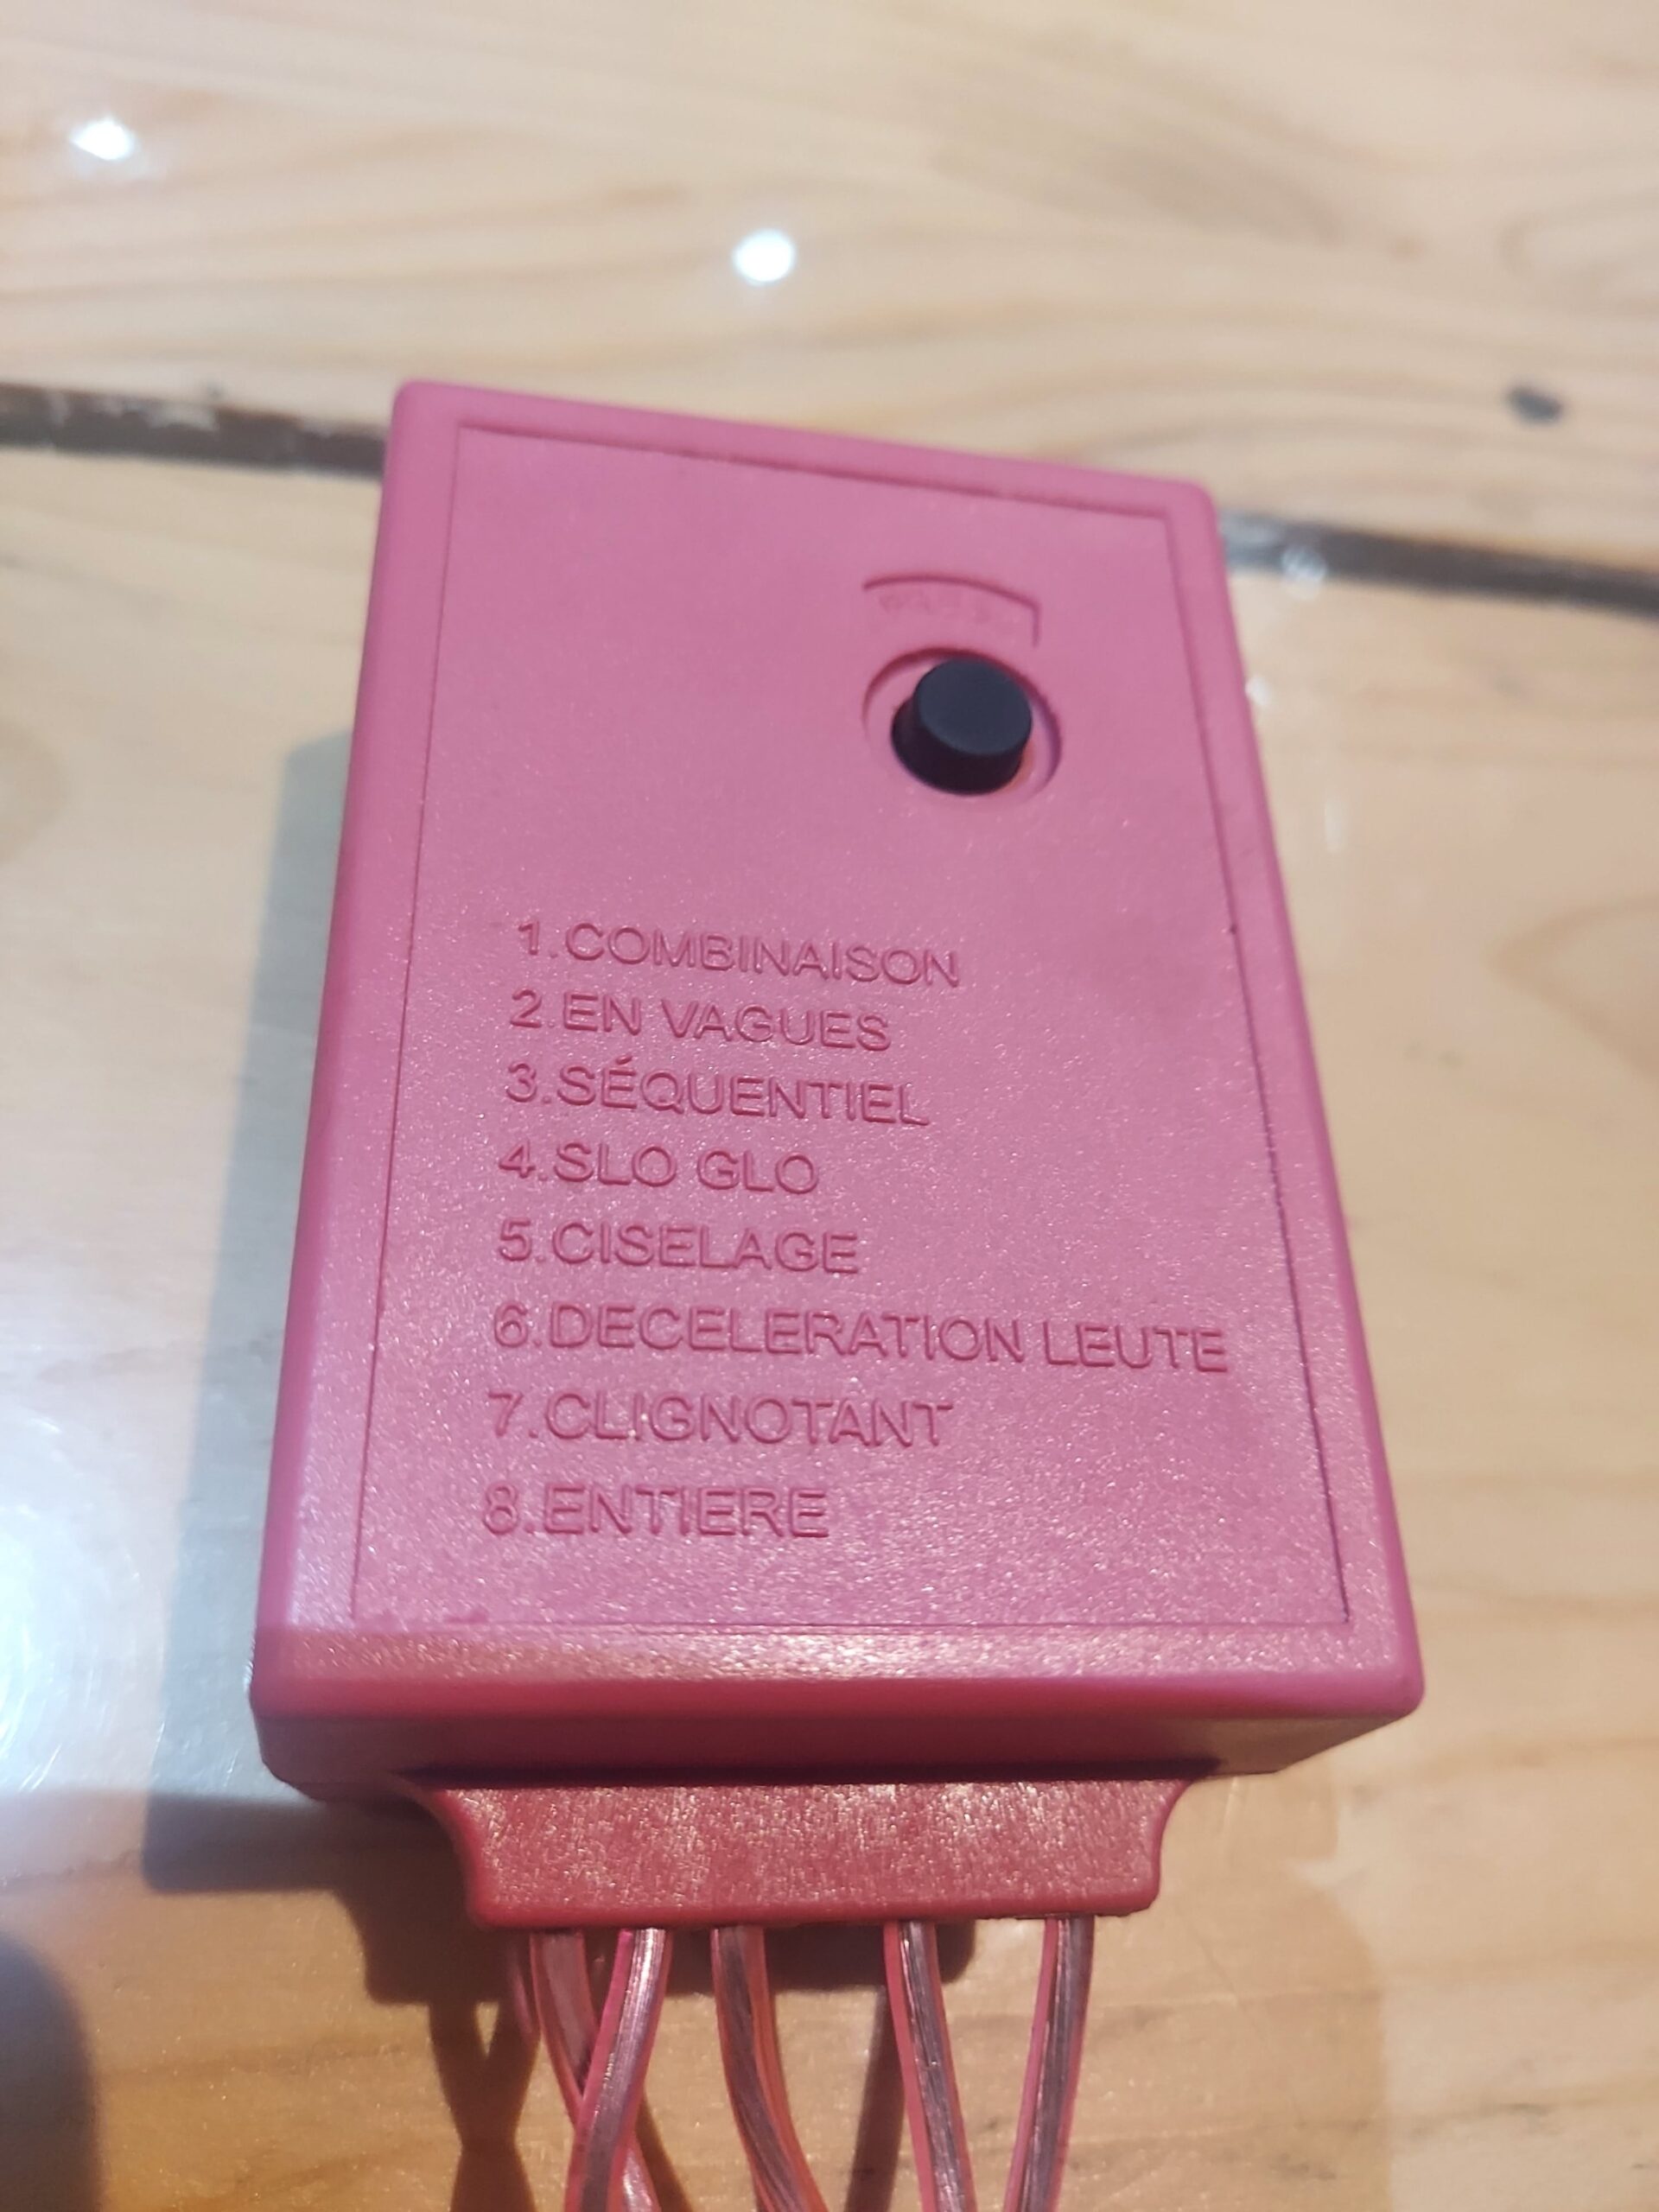 1.COMBINAISON
2.EN VAGUES
3.SÉQUENTIEL
4.SLO GLO
5.CISELAGE
6.DECELERATION LEUTE
7.CLIGNOTANT
8.ENTIERE